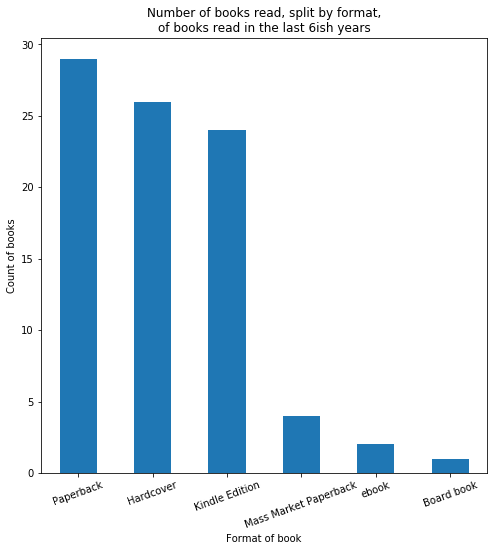 Number of books read, split by format,
of books read in the last 6ish years
30
25
20
15
10
5
0
Count of books
Paperback
Hardcover
Kindle Edition
Mass Market Paperback
ebook
Board book
Format of book